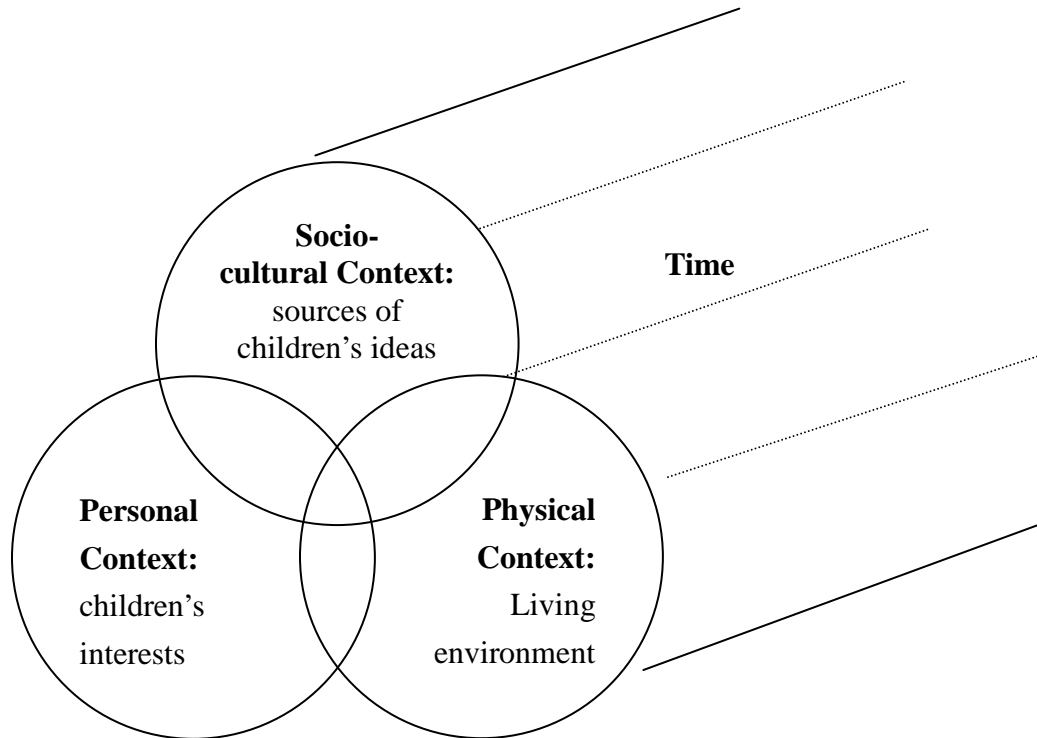 Socio-
cultural Context:
sources of
children’s ideas
Time
Personal
Context:
children’s
interests
Physical
Context:
Living
environment